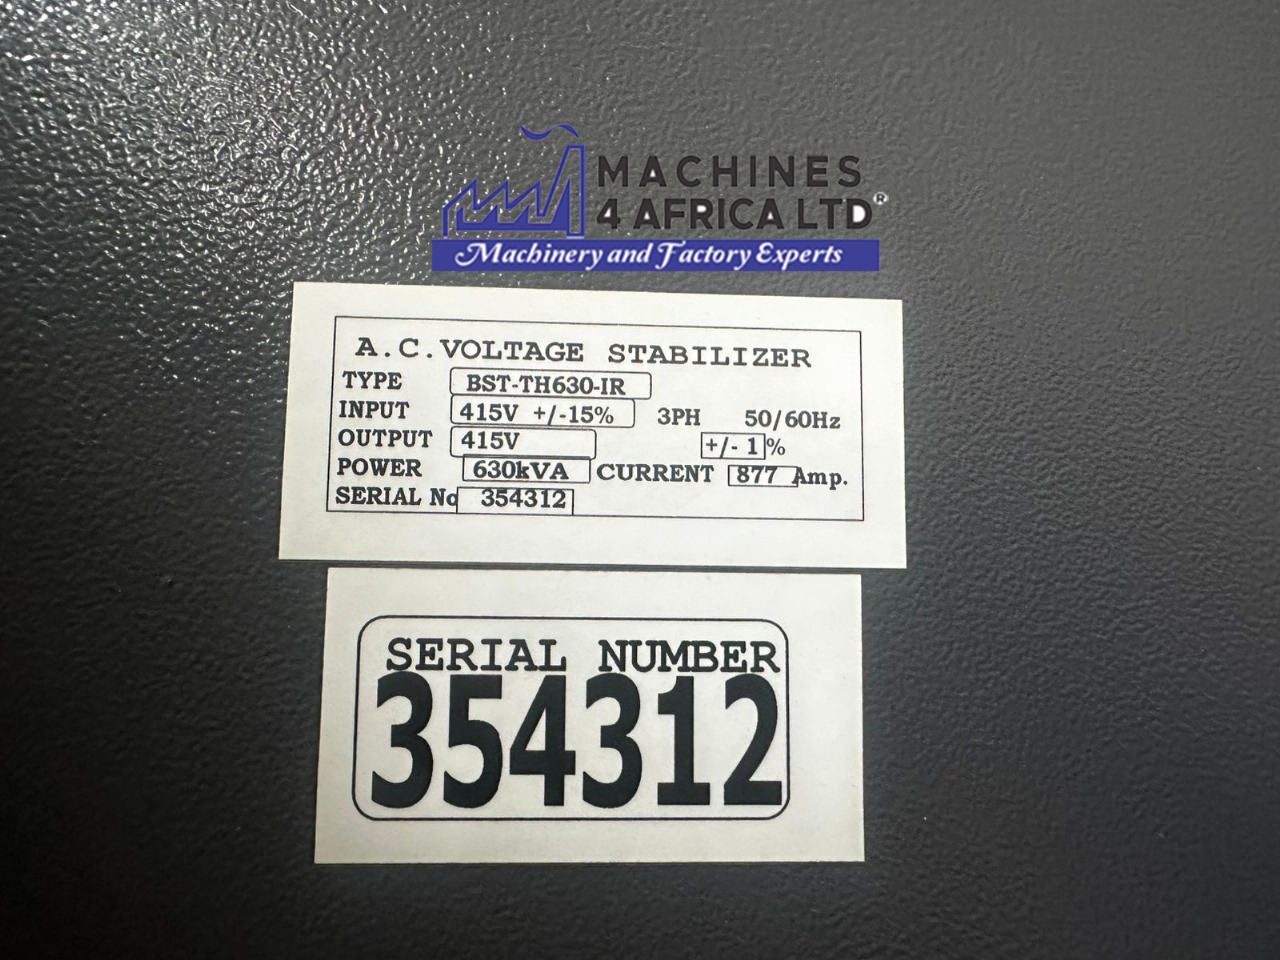 MACHINES
4 AFRICA LTD®
Machinery and Factory Experts
A.C.VOLTAGE STABILIZER
TYPE BST-TH630-IR
INPUT 415V +/-15% 3PH 50/60Hz
OUTPUT 415V +/- 1 %
POWER 630kVA CURRENT 877 Amp.
SERIAL No 354312
SERIAL NUMBER
354312